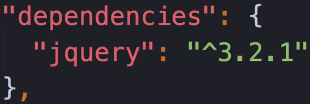 "dependencies": {
"jquery": "^3.2.1"
},